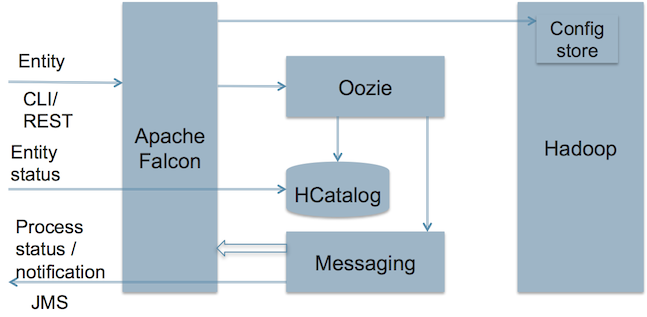 Entity
CLI/
REST
Entity
status
Process
status /
notification
JMS
Apache
Falcon
Oozie
HCatalog
Messaging
Config
store
Hadoop